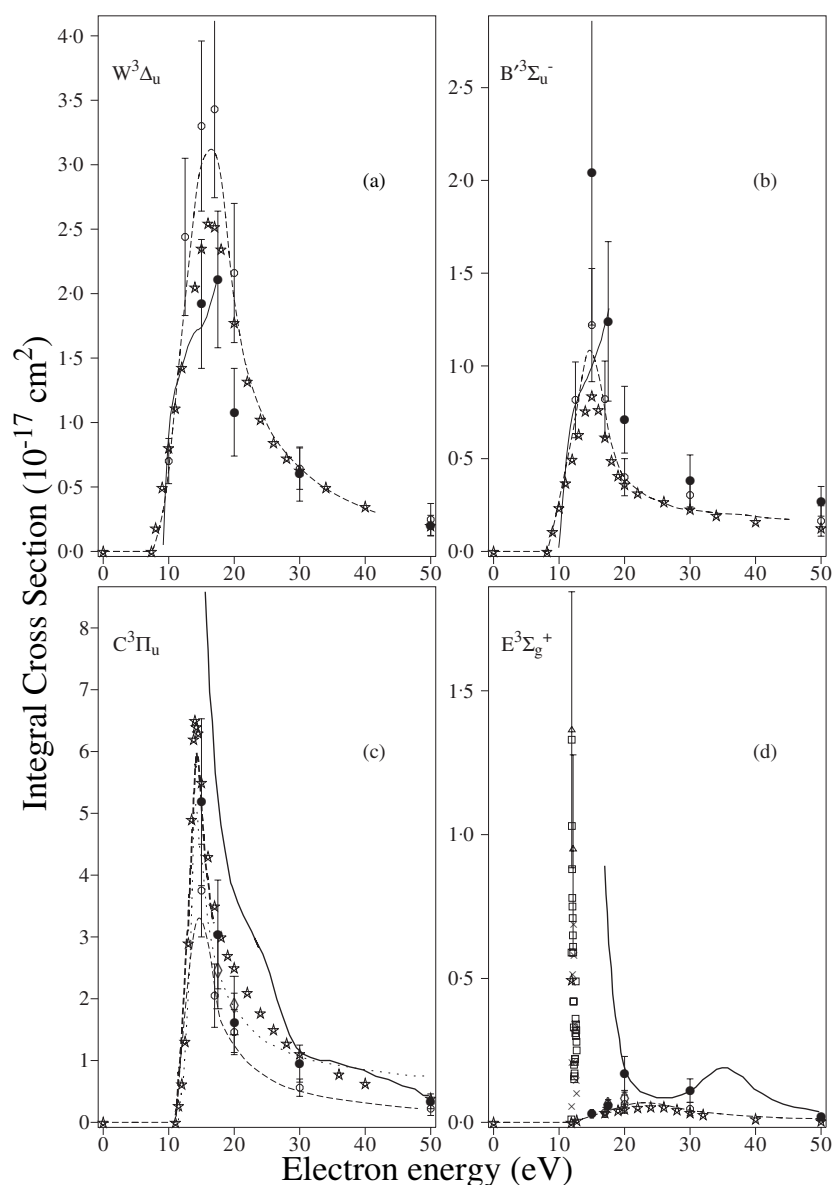 4·0
3·5
3·0
2·5
2·0
1·5
1·0
0·5
0·0
W³Δᵤ
(a)
0 10 20 30 40 50
2·5
2·0
1·5
1·0
0·5
0·0
B′³Σᵤ⁻
(b)
0 10 20 30 40 50
8
7
6
5
4
3
2
1
0
C³Πᵤ
(c)
0 10 20 30 40 50
1·5
1·0
0·5
0·0
E³Σg⁺
(d)
0 10 20 30 40 50
Integral Cross Section (10⁻¹⁷ cm²)
Electron energy (eV)